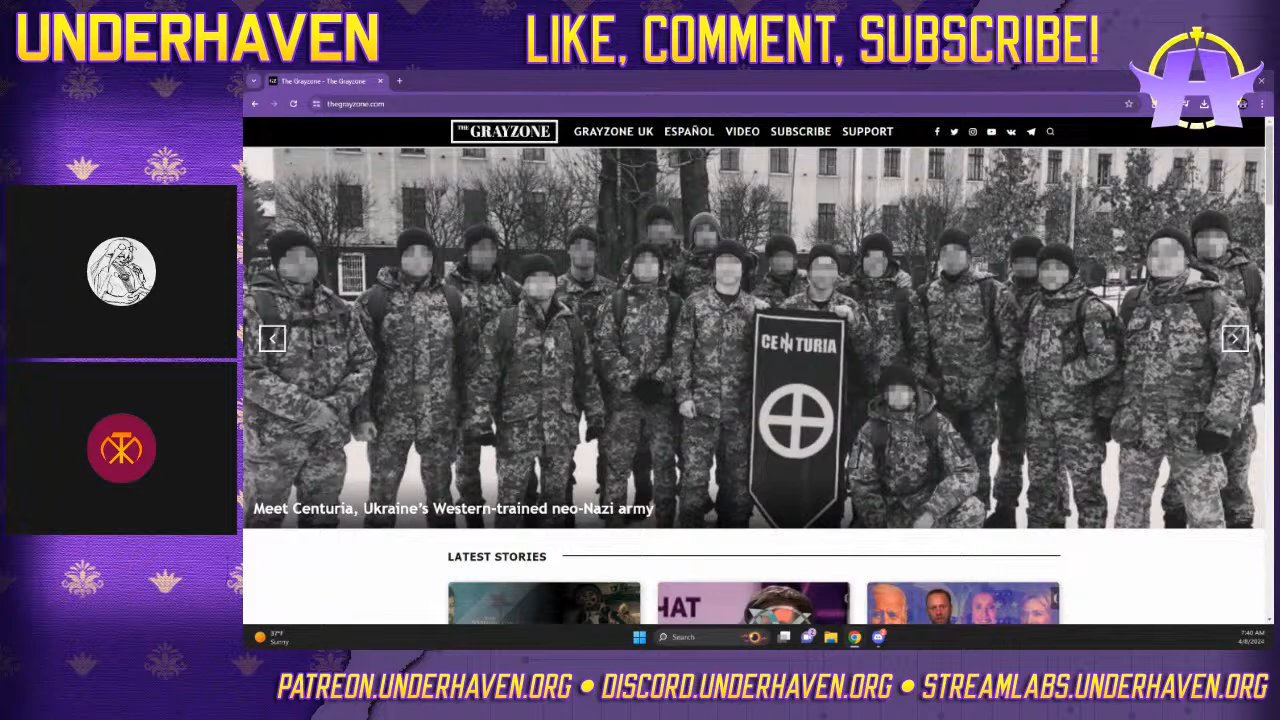 UNDERHAVEN
LIKE, COMMENT, SUBSCRIBE!
The Grayzone - The Grayzone
thegrayzone.com
THE GRAYZONE
GRAYZONE UK ESPAÑOL VIDEO SUBSCRIBE SUPPORT
CENTURIA
Meet Centuria, Ukraine's Western-trained neo-Nazi army
LATEST STORIES
HAT
37°F
Sunny
Search
7:40 AM
4/8/2024
PATREON.UNDERHAVEN.ORG • DISCORD.UNDERHAVEN.ORG • STREAMLABS.UNDERHAVEN.ORG